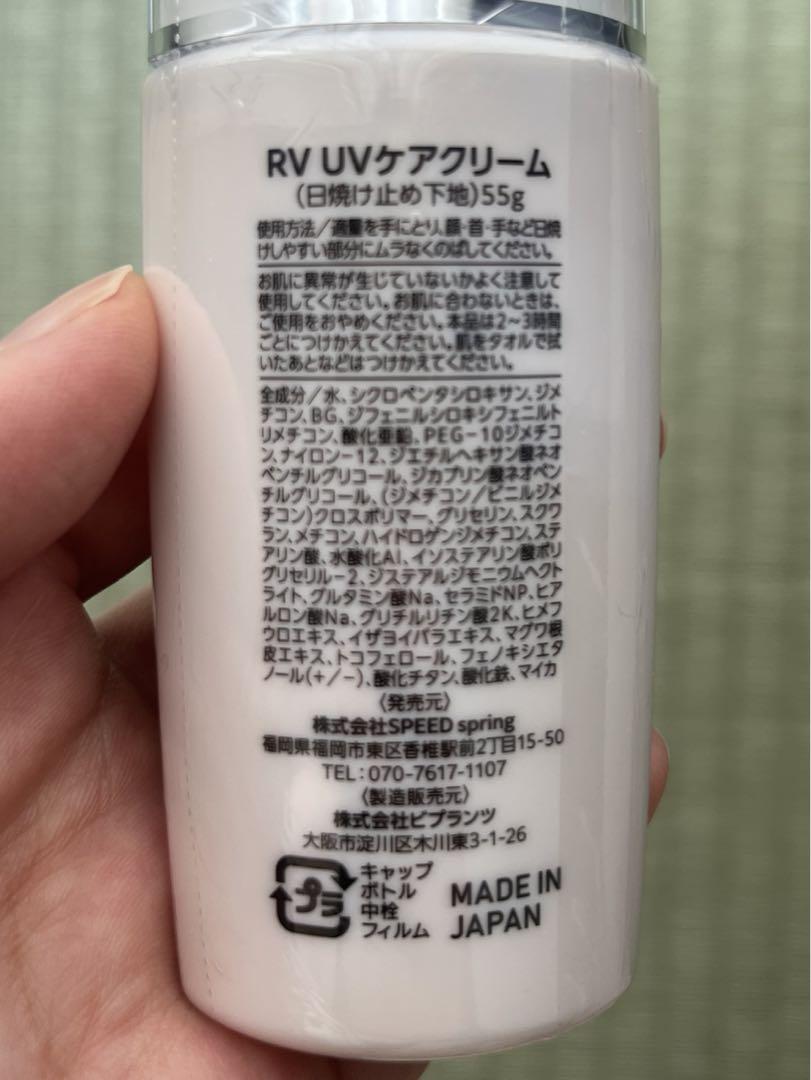 RV UVケアクリーム
(日焼け止め下地)55g
使用方法/適量を手にとり、顔・首・手など日焼
けしやすい部分にムラなくのばしてください。
お肌に異常が生じていないかよく注意して
使用してください。お肌に合わないときは、
ご使用をおやめください。本品は2〜3時間
ごとにつけかえてください。肌をタオルで拭
いたあとなどはつけかえてください。
全成分/水、シクロペンタシロキサン、ジメ
チコン、BG、ジフェニルシロキシフェニルト
リメチコン、酸化亜鉛、PEG-10ジメチコ
ン、ナイロン-12、ジエチルヘキサン酸ネオ
ペンチルグリコール、ジカプリン酸ネオペン
チルグリコール、(ジメチコン/ビニルジメ
チコン)クロスポリマー、グリセリン、スクワ
ラン、メチコン、ハイドロゲンジメチコン、ステ
アリン酸、水酸化Al、イソステアリン酸ポリ
グリセリル-2、ジステアルジモニウムヘクト
ライト、グルタミン酸Na、セラミドNP、ヒア
ルロン酸Na、グリチルリチン酸2K、ヒメフ
ウロエキス、イザヨイバラエキス、マグワ根
皮エキス、トコフェロール、フェノキシエタ
ノール(+/-)、酸化チタン、酸化鉄、マイカ
〈発売元〉
株式会社SPEED spring
福岡県福岡市東区香椎駅前2丁目15-50
TEL:070-7617-1107
〈製造販売元〉
株式会社ビプランツ
大阪市淀川区木川東3-1-26
プラ
キャップ
ボトル
中栓
フィルム
MADE IN
JAPAN